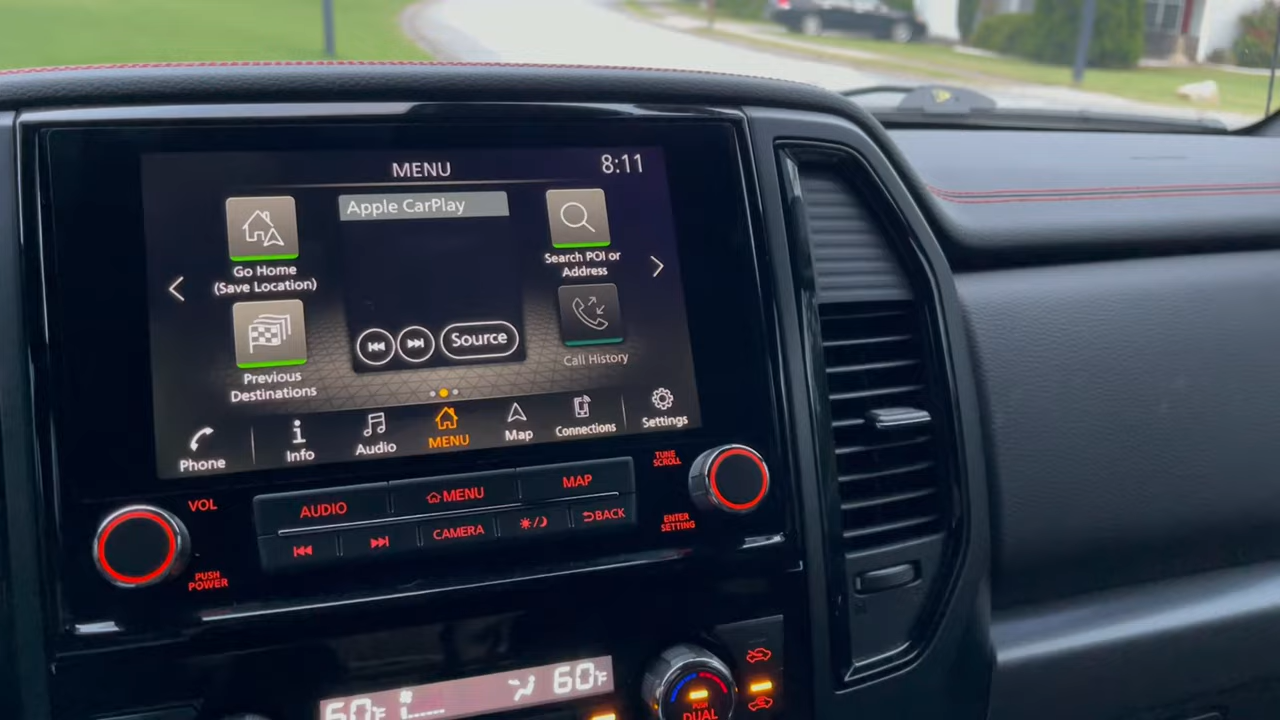 MENU
8:11
Apple CarPlay
Go Home
(Save Location)
Search POI or
Address
Previous
Destinations
Source
Call History
Phone
Info
Audio
MENU
Map
Connections
Settings
VOL
PUSH
POWER
AUDIO
MENU
MAP
CAMERA
BACK
TUNE
SCROLL
ENTER
SETTING
60°F
60°F
PUSH
DUAL